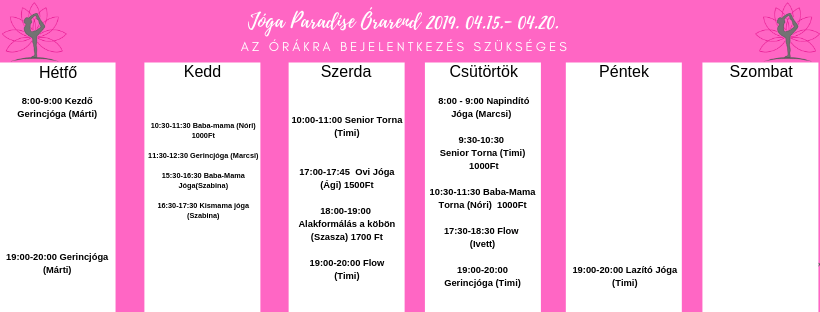 Jóga Paradise Órarend 2019. 04.15.- 04.20.
AZ ÓRÁKRA BEJELENTKEZÉS SZÜKSÉGES
Hétfő
8:00-9:00 Kezdő
Gerincjóga (Márti)
19:00-20:00 Gerincjóga
(Márti)
Kedd
10:30-11:30 Baba-mama (Nóri)
1000Ft
11:30-12:30 Gerincjóga (Marcsi)
15:30-16:30 Baba-Mama
Jóga(Szabina)
16:30-17:30 Kismama jóga
(Szabina)
Szerda
10:00-11:00 Senior Torna
(Timi)
17:00-17:45 Ovi Jóga
(Ági) 1500Ft
18:00-19:00
Alakformálás a köbön
(Szasza) 1700 Ft
19:00-20:00 Flow
(Timi)
Csütörtök
8:00 - 9:00 Napindító
Jóga (Marcsi)
9:30-10:30
Senior Torna (Timi)
1000Ft
10:30-11:30 Baba-Mama
Torna (Nóri) 1000Ft
17:30-18:30 Flow
(Ivett)
19:00-20:00
Gerincjóga (Timi)
Péntek
19:00-20:00 Lazító Jóga
(Timi)
Szombat